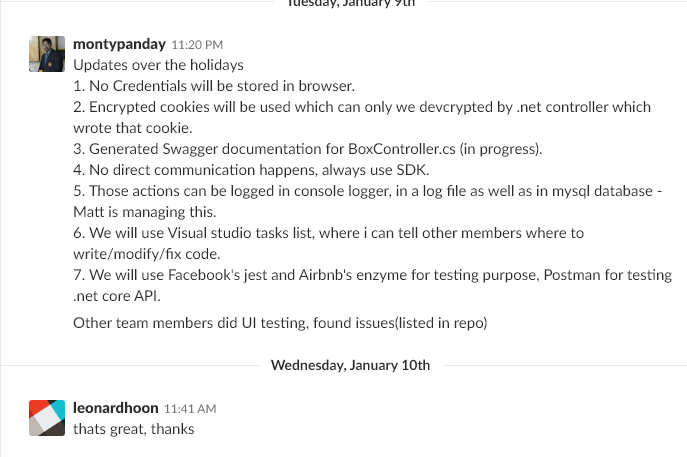 Tuesday, January 9th
montypanday 11:20 PM
Updates over the holidays
1. No Credentials will be stored in browser.
2. Encrypted cookies will be used which can only we devcrypted by .net controller which
wrote that cookie.
3. Generated Swagger documentation for BoxController.cs (in progress).
4. No direct communication happens, always use SDK.
5. Those actions can be logged in console logger, in a log file as well as in mysql database -
Matt is managing this.
6. We will use Visual studio tasks list, where i can tell other members where to
write/modify/fix code.
7. We will use Facebook's jest and Airbnb's enzyme for testing purpose, Postman for testing
.net core API.
Other team members did UI testing, found issues(listed in repo)
Wednesday, January 10th
leonardhoon 11:41 AM
thats great, thanks